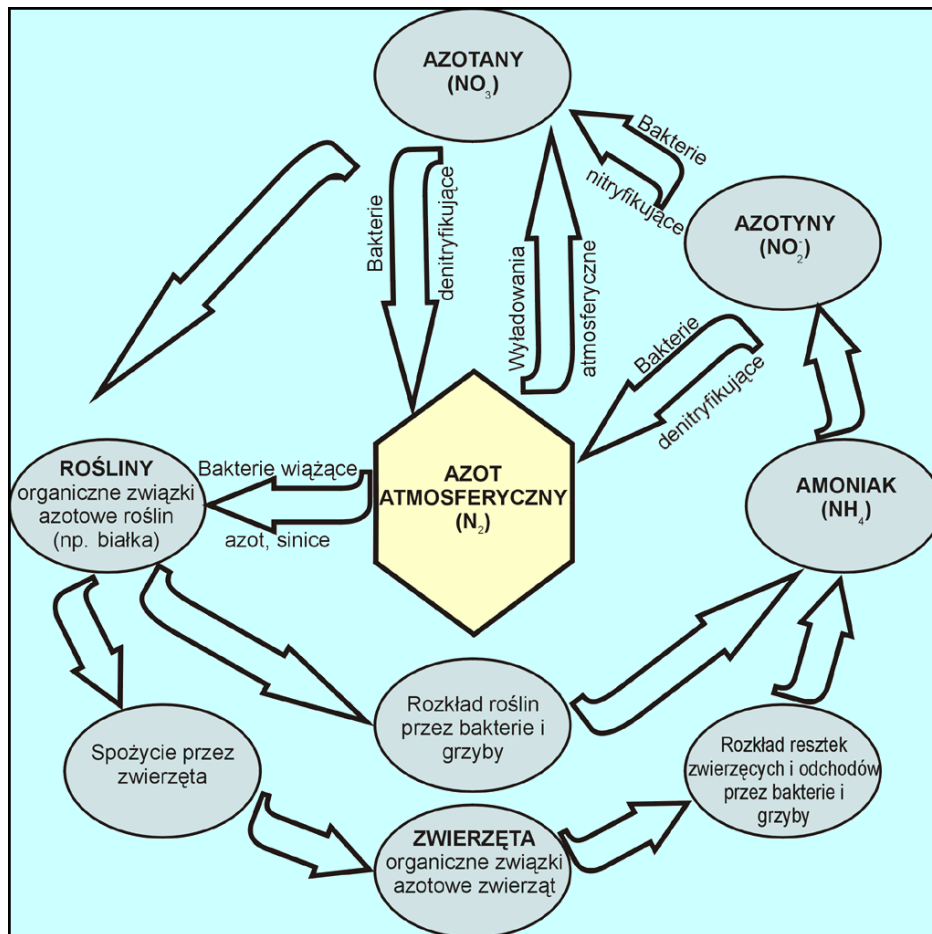 AZOTANY
(NO₃)
Bakterie
nitryfikujące
AZOTYNY
(NO₂⁻)
Bakterie
denitryfikujące
Wyładowania
atmosferyczne
Bakterie
denitryfikujące
ROŚLINY
organiczne związki
azotowe roślin
(np. białka)
Bakterie wiążące
azot, sinice
AZOT
ATMOSFERYCZNY
(N₂)
AMONIAK
(NH₄)
Spożycie przez
zwierzęta
Rozkład roślin
przez bakterie i
grzyby
Rozkład resztek
zwierzęcych i odchodów
przez bakterie i
grzyby
ZWIERZĘTA
organiczne związki
azotowe zwierząt